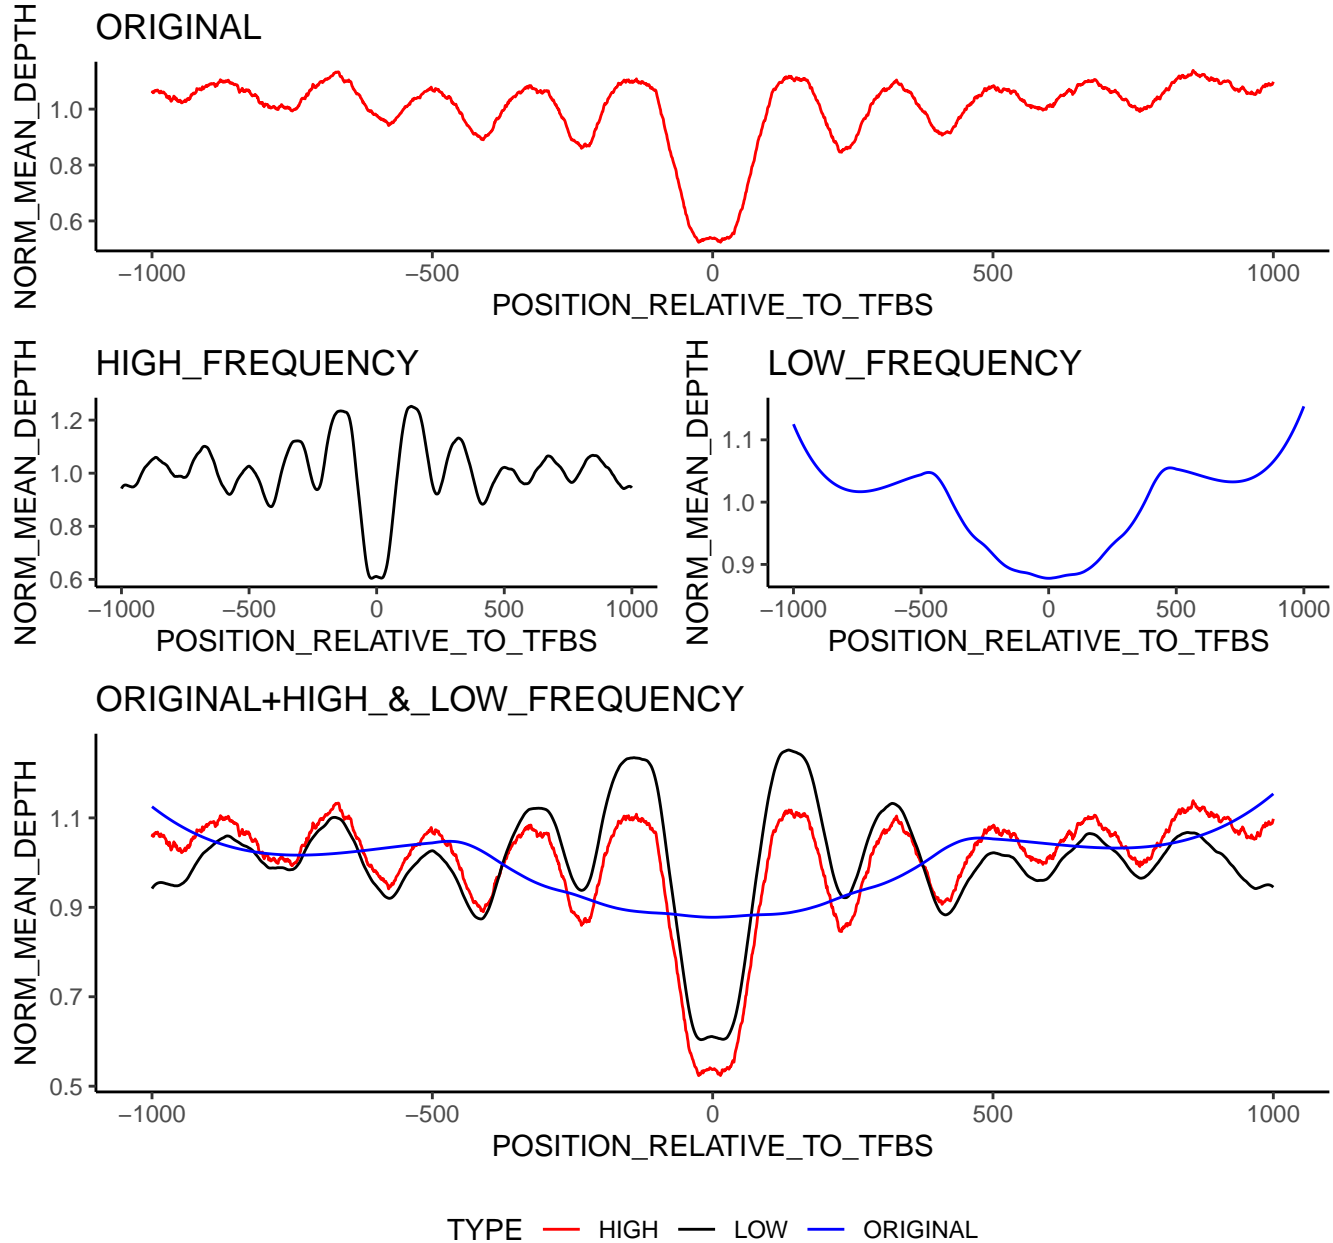 ORIGINAL
NORM_MEAN_DEPTH
1.0
0.8
0.6
−1000 −500 0 500 1000
POSITION_RELATIVE_TO_TFBS
HIGH_FREQUENCY
NORM_MEAN_DEPTH
1.2
1.0
0.8
0.6
−1000 −500 0 500 1000
POSITION_RELATIVE_TO_TFBS
LOW_FREQUENCY
NORM_MEAN_DEPTH
1.1
1.0
0.9
−1000 −500 0 500 1000
POSITION_RELATIVE_TO_TFBS
ORIGINAL+HIGH_&_LOW_FREQUENCY
NORM_MEAN_DEPTH
1.1
0.9
0.7
0.5
−1000 −500 0 500 1000
POSITION_RELATIVE_TO_TFBS
TYPE HIGH LOW ORIGINAL